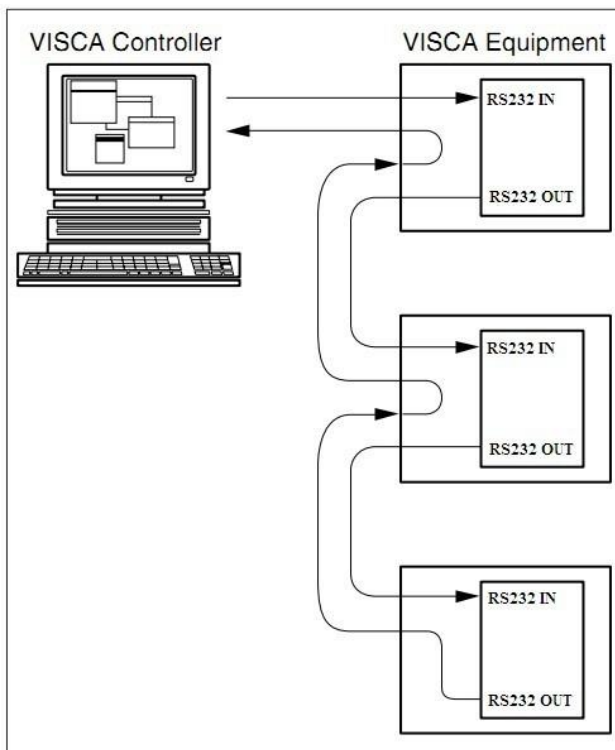 VISCA Controller
VISCA Equipment
RS232 IN
RS232 OUT
RS232 IN
RS232 OUT
RS232 IN
RS232 OUT